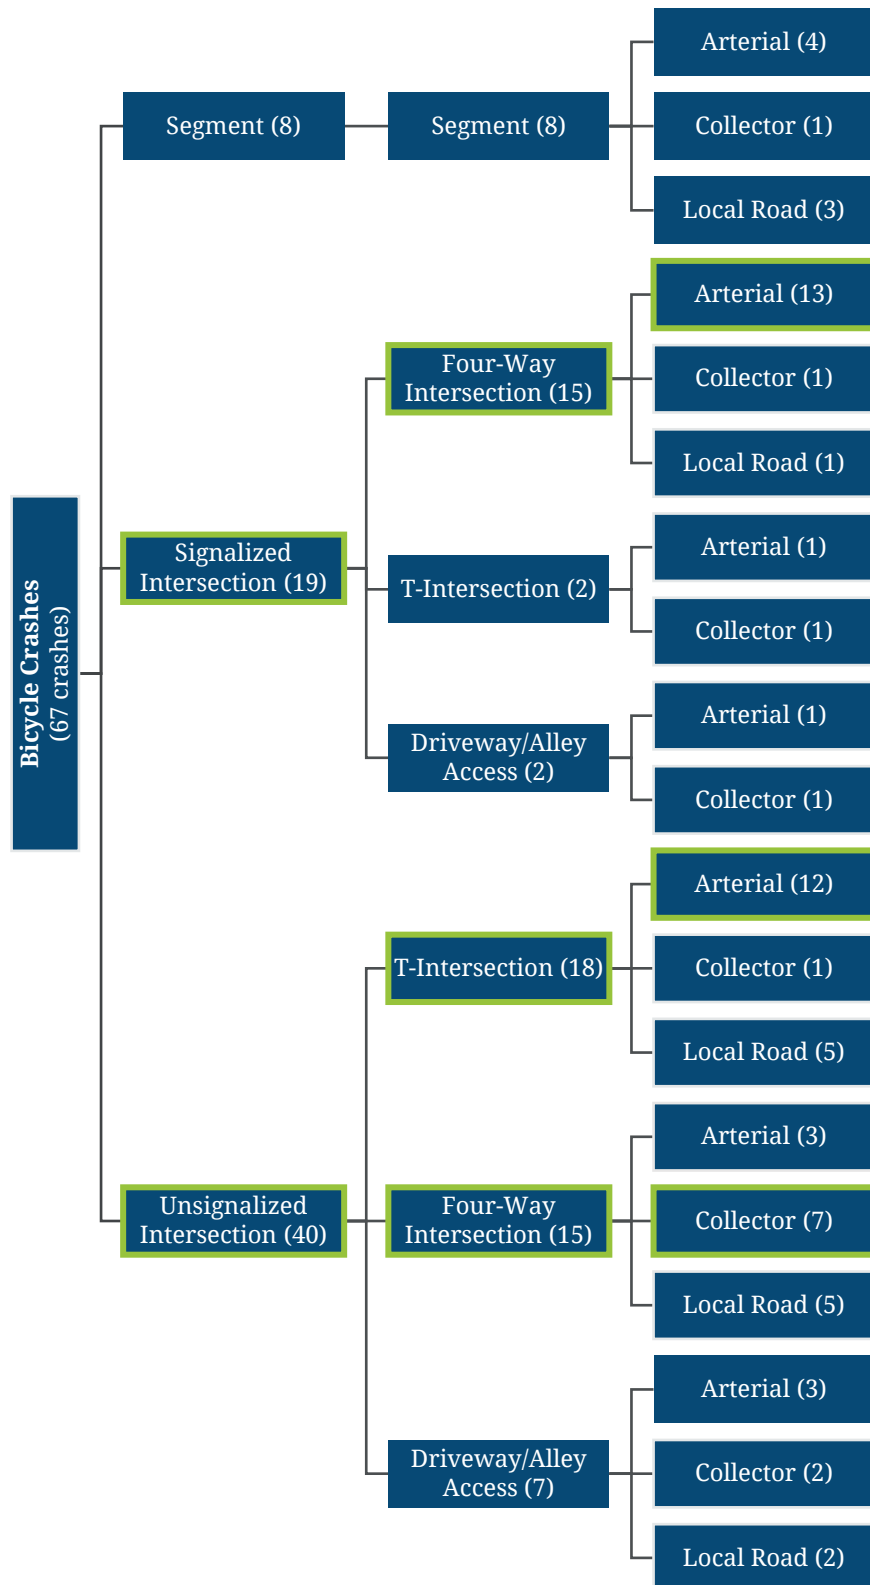 Bicycle Crashes
(67 crashes)
Segment (8)
Segment (8)
Arterial (4)
Collector (1)
Local Road (3)
Signalized
Intersection (19)
Four-Way
Intersection (15)
Arterial (13)
Collector (1)
Local Road (1)
T-Intersection (2)
Arterial (1)
Collector (1)
Driveway/Alley
Access (2)
Arterial (1)
Collector (1)
Unsignalized
Intersection (40)
T-Intersection (18)
Arterial (12)
Collector (1)
Local Road (5)
Four-Way
Intersection (15)
Arterial (3)
Collector (7)
Local Road (5)
Driveway/Alley
Access (7)
Arterial (3)
Collector (2)
Local Road (2)